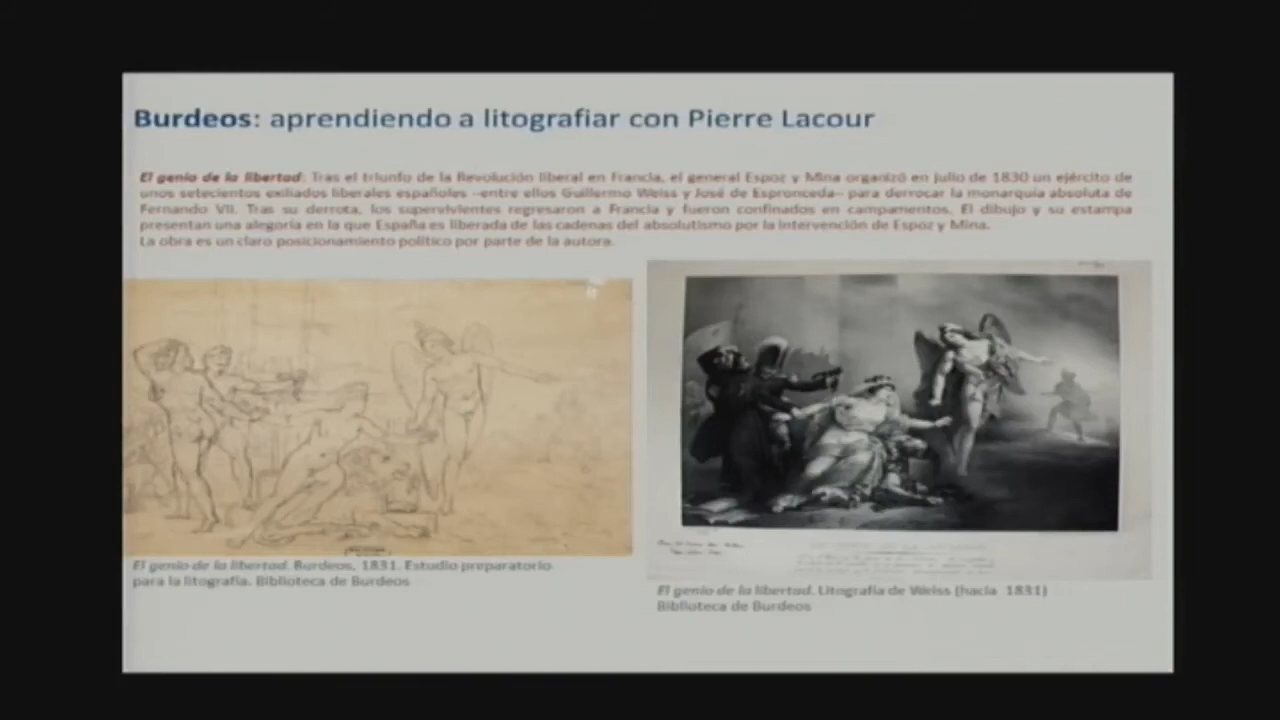 Burdeos: aprendiendo a litografiar con Pierre Lacour
El genio de la libertad: Tras el triunfo de la Revolución liberal en Francia, el general Espoz y Mina organizó en julio de 1830 un ejército de
unos setecientos exiliados liberales españoles –entre ellos Guillermo Weiss y José de Espronceda– para derrocar la monarquía absoluta de
Fernando VII. Tras su derrota, los supervivientes regresaron a Francia y fueron confinados en campamentos. El dibujo y su estampa
presentan una alegoría en la que España es liberada de las cadenas del absolutismo por la intervención de Espoz y Mina.
La obra es un claro posicionamiento político por parte de la autora.
El genio de la libertad. Burdeos, 1831. Estudio preparatorio
para la litografía. Biblioteca de Burdeos
El genio de la libertad. Litografía de Weiss (hacia 1831)
Biblioteca de Burdeos